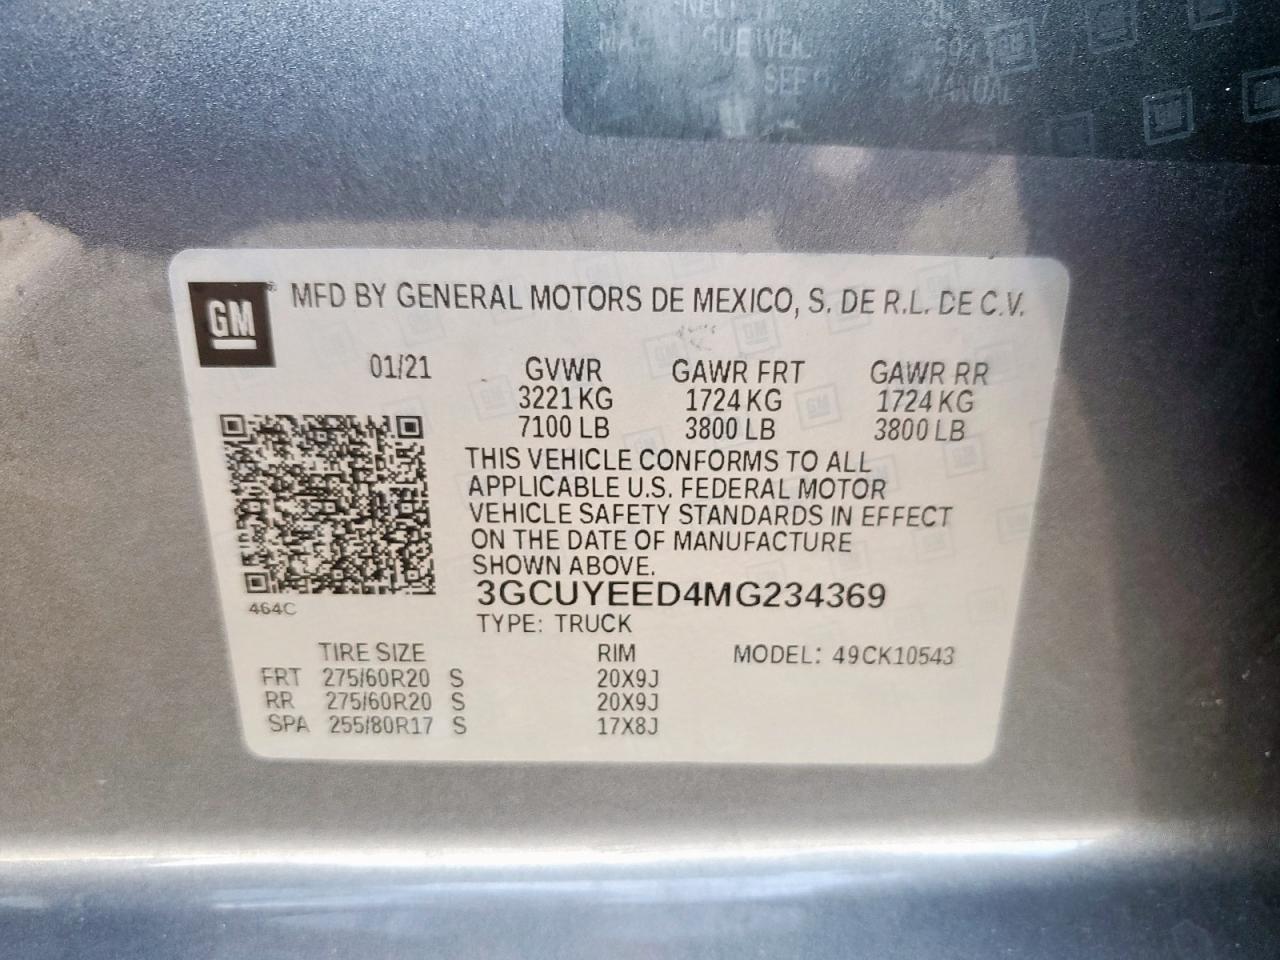 SEE
MANUAL
GM ® MFD BY GENERAL MOTORS DE MEXICO, S. DE R.L. DE C.V.
01/21 GVWR GAWR FRT GAWR RR
3221 KG 1724 KG 1724 KG
7100 LB 3800 LB 3800 LB
THIS VEHICLE CONFORMS TO ALL
APPLICABLE U.S. FEDERAL MOTOR
VEHICLE SAFETY STANDARDS IN EFFECT
ON THE DATE OF MANUFACTURE
SHOWN ABOVE.
464C 3GCUYEED4MG234369
TYPE: TRUCK
TIRE SIZE RIM MODEL: 49CK10543
FRT 275/60R20 S 20X9J
RR 275/60R20 S 20X9J
SPA 255/80R17 S 17X8J